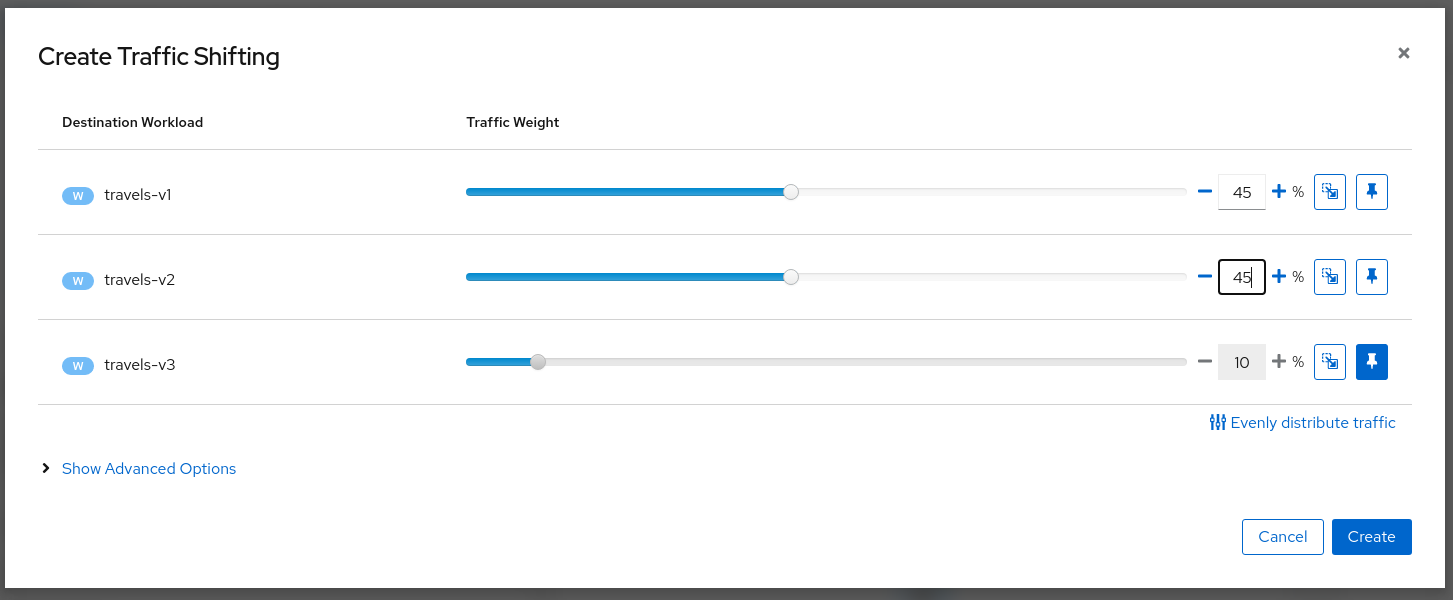 Create Traffic Shifting
Destination Workload Traffic Weight
W travels-v1 45 %
W travels-v2 45 %
W travels-v3 10 %
Evenly distribute traffic
Show Advanced Options
Cancel Create